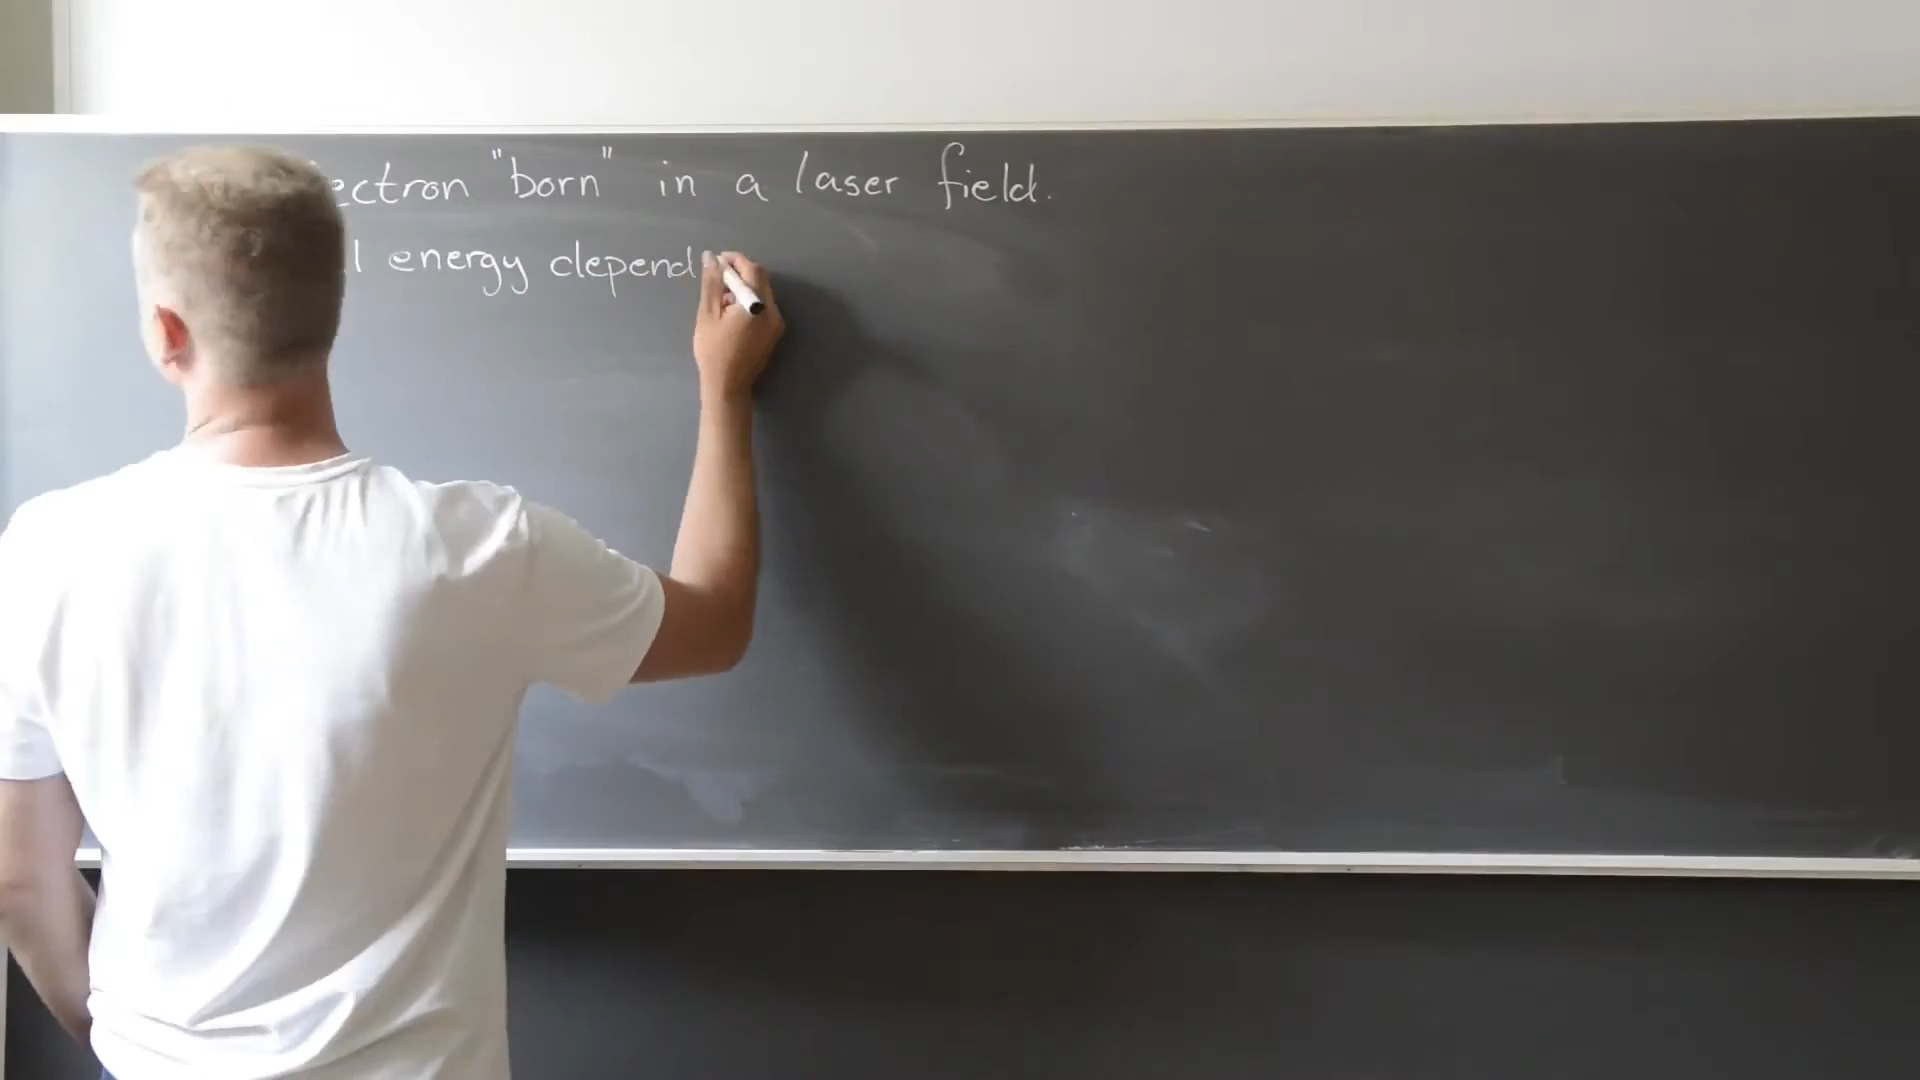 ectron "born" in a laser field.
l energy depend